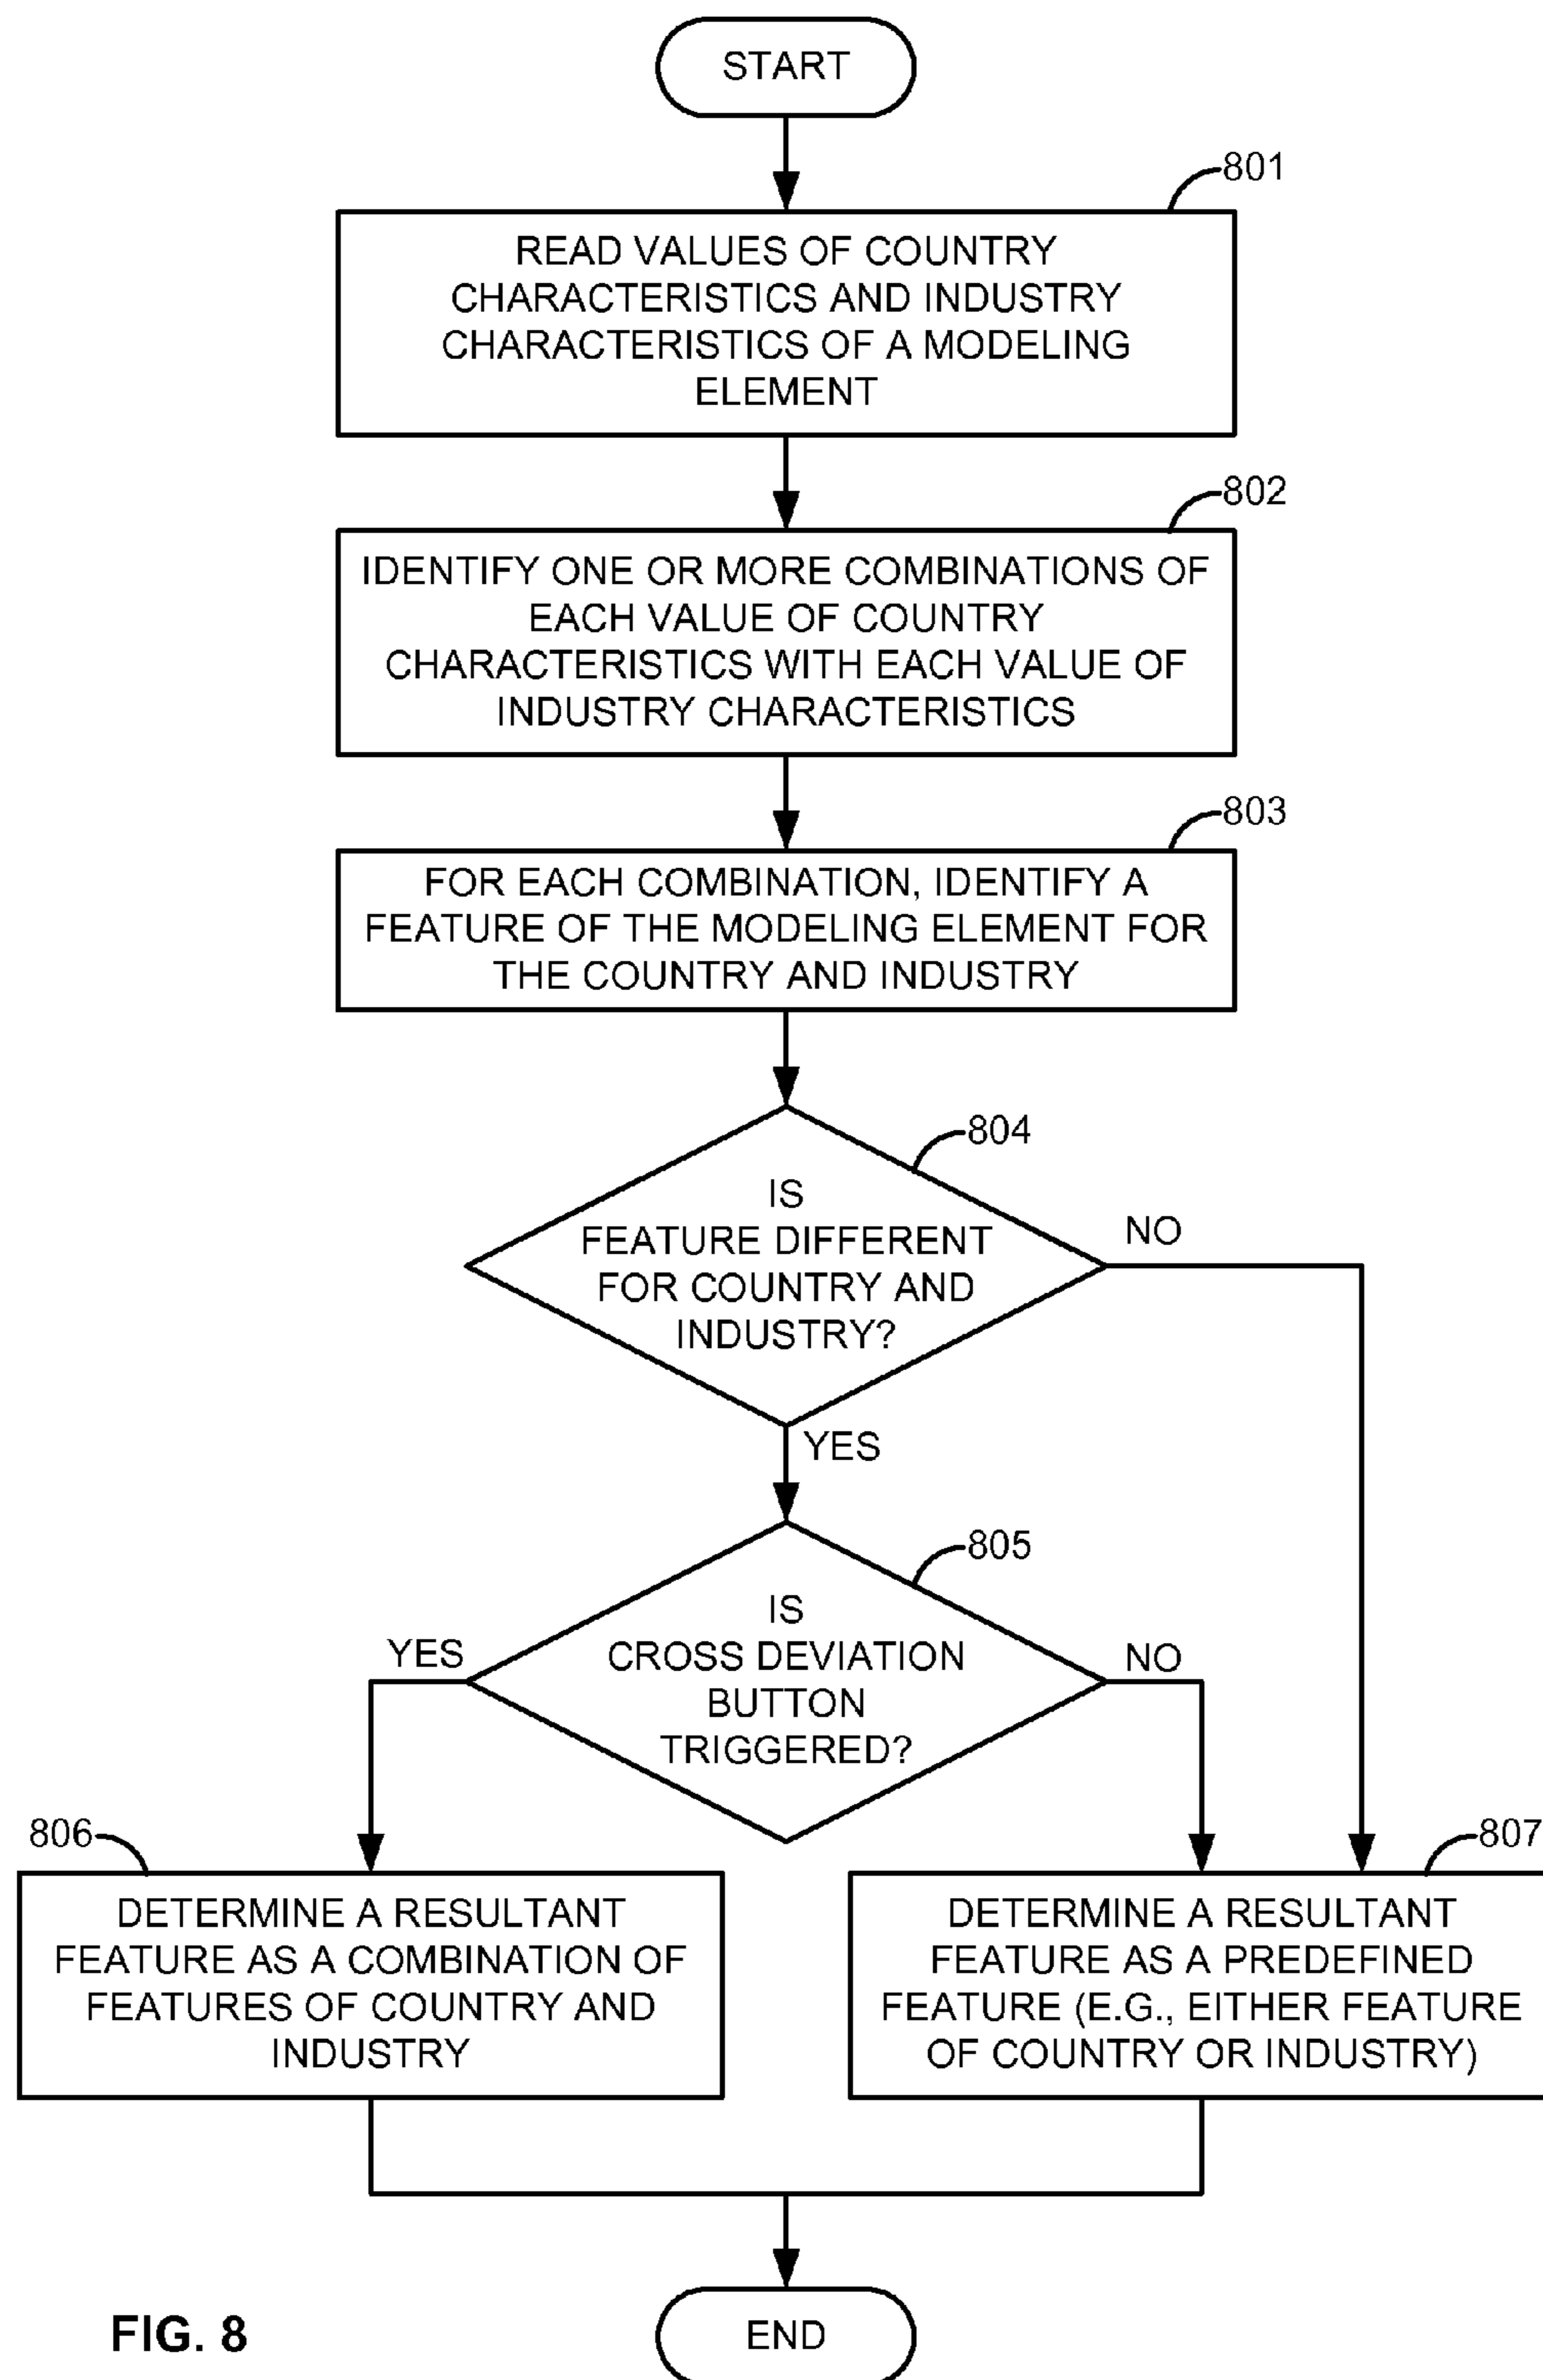 START
801
READ VALUES OF COUNTRY
CHARACTERISTICS AND INDUSTRY
CHARACTERISTICS OF A MODELING
ELEMENT
802
IDENTIFY ONE OR MORE COMBINATIONS OF
EACH VALUE OF COUNTRY
CHARACTERISTICS WITH EACH VALUE OF
INDUSTRY CHARACTERISTICS
803
FOR EACH COMBINATION, IDENTIFY A
FEATURE OF THE MODELING ELEMENT FOR
THE COUNTRY AND INDUSTRY
804
IS
FEATURE DIFFERENT
FOR COUNTRY AND
INDUSTRY?
NO
YES
805
IS
CROSS DEVIATION
BUTTON
TRIGGERED?
YES
NO
806
DETERMINE A RESULTANT
FEATURE AS A COMBINATION OF
FEATURES OF COUNTRY AND
INDUSTRY
807
DETERMINE A RESULTANT
FEATURE AS A PREDEFINED
FEATURE (E.G., EITHER FEATURE
OF COUNTRY OR INDUSTRY)
END
FIG. 8